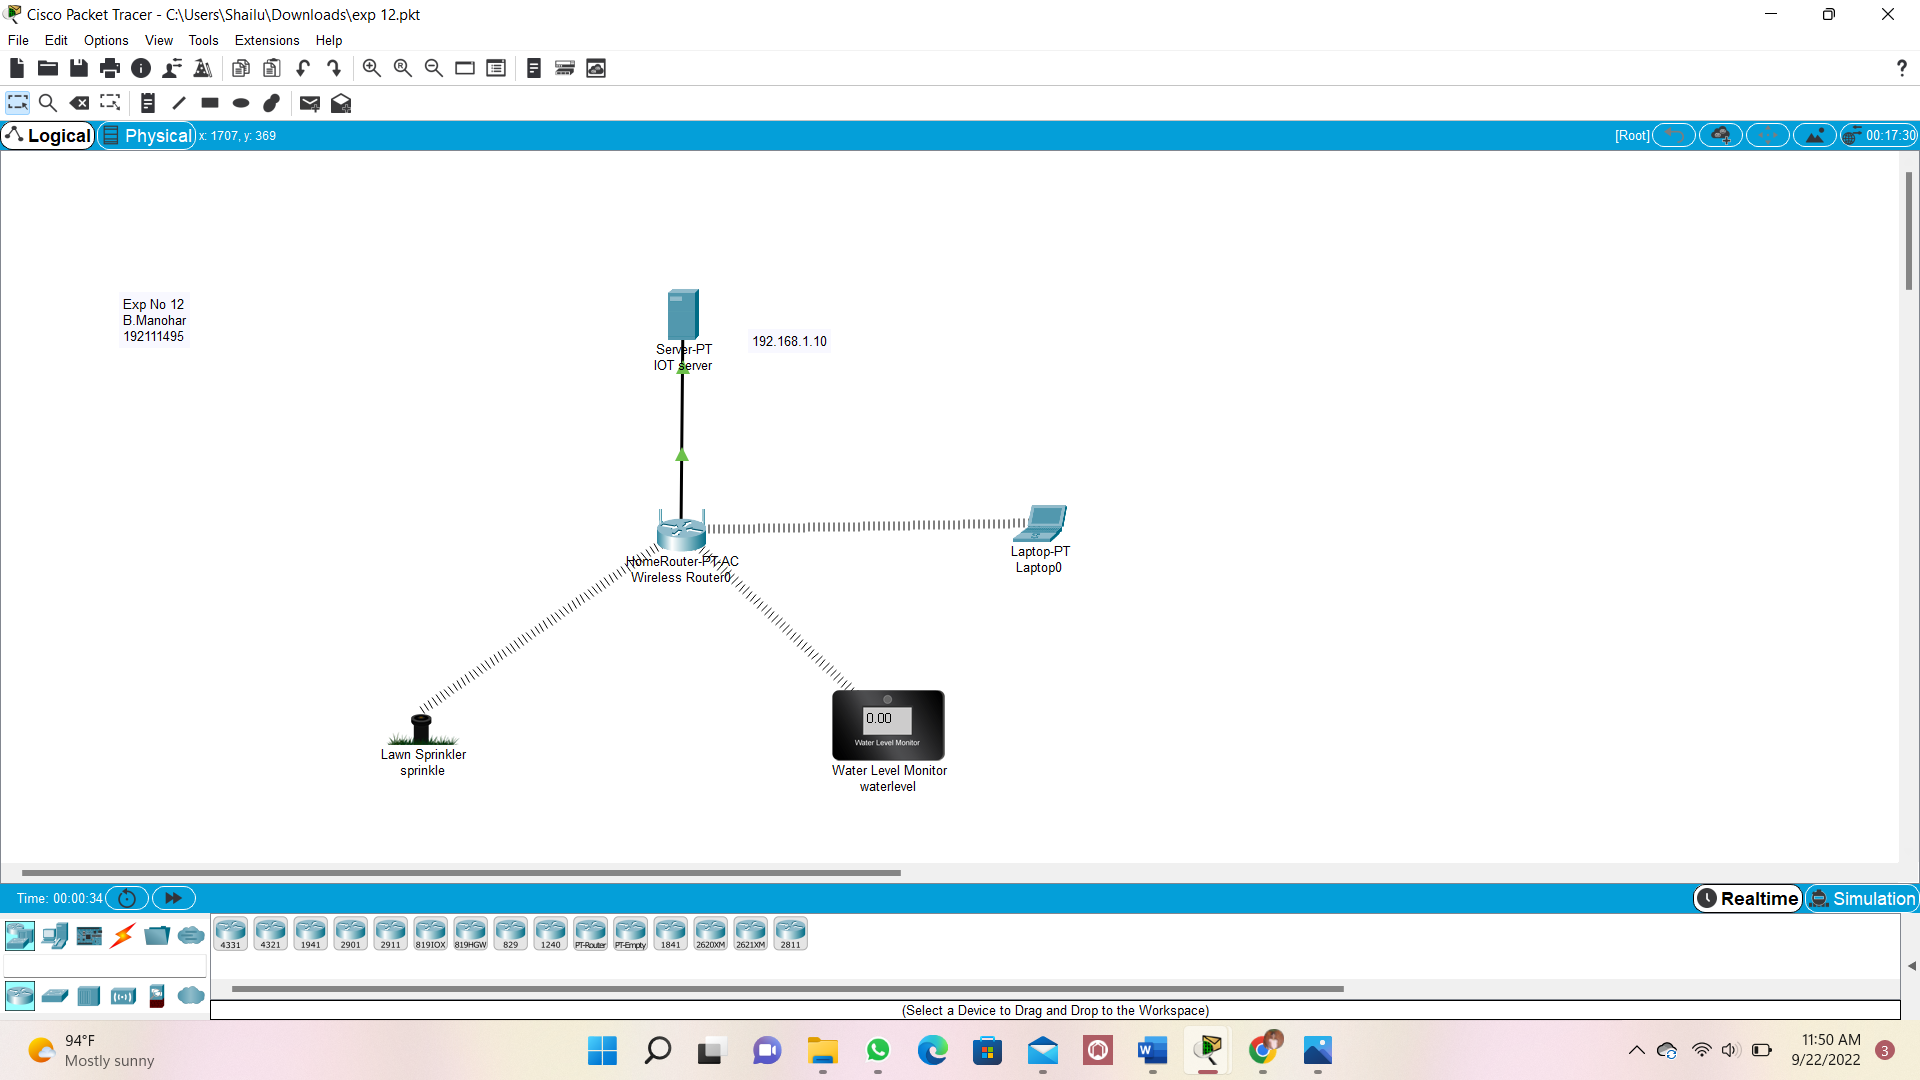 Cisco Packet Tracer - C:\Users\Shailu\Downloads\exp 12.pkt
File Edit Options View Tools Extensions Help
?
Logical Physical x: 1707, y: 369 [Root] 00:17:30
Exp No 12
B.Manohar
192111495
Server-PT
IOT server
192.168.1.10
HomeRouter-PT-AC
Wireless Router0
Laptop-PT
Laptop0
Lawn Sprinkler
sprinkle
0.00
Water Level Monitor
Water Level Monitor
waterlevel
Time: 00:00:34 Realtime Simulation
4331 4321 1941 2901 2911 819IOX 819HGW 829 1240 PT-Router PT-Empty 1841 2620XM 2621XM 2811
(Select a Device to Drag and Drop to the Workspace)
94°F
Mostly sunny
11:50 AM
9/22/2022
3